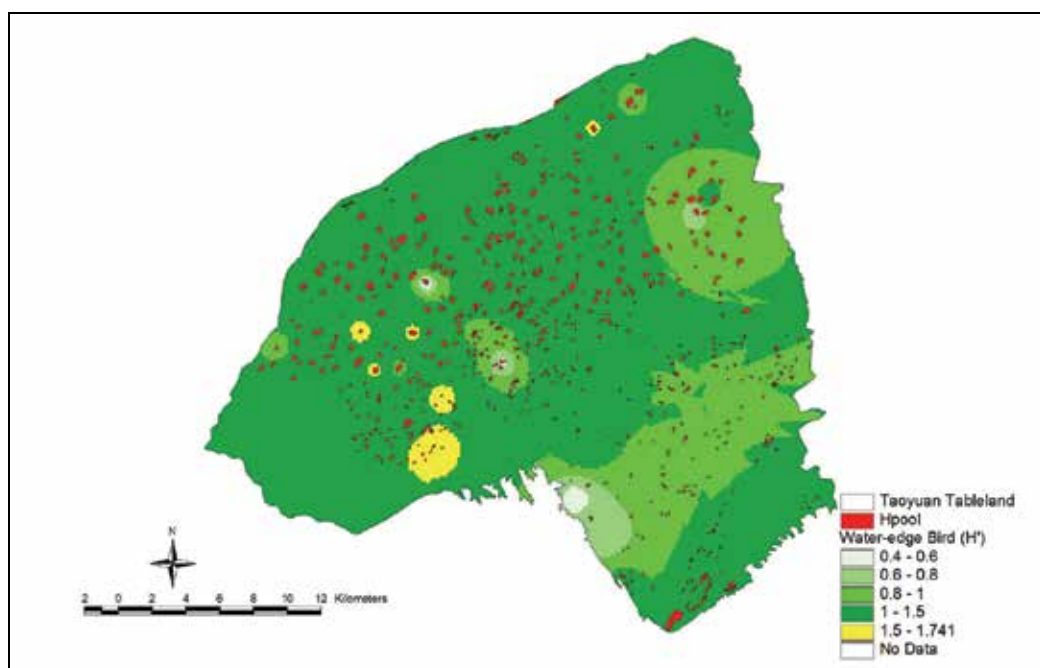 N
2 0 2 4 6 8 10 12 Kilometers
Taoyuan Tableland
Hpool
Water-edge Bird (H')
0.4 - 0.6
0.6 - 0.8
0.8 - 1
1 - 1.5
1.5 - 1.741
No Data